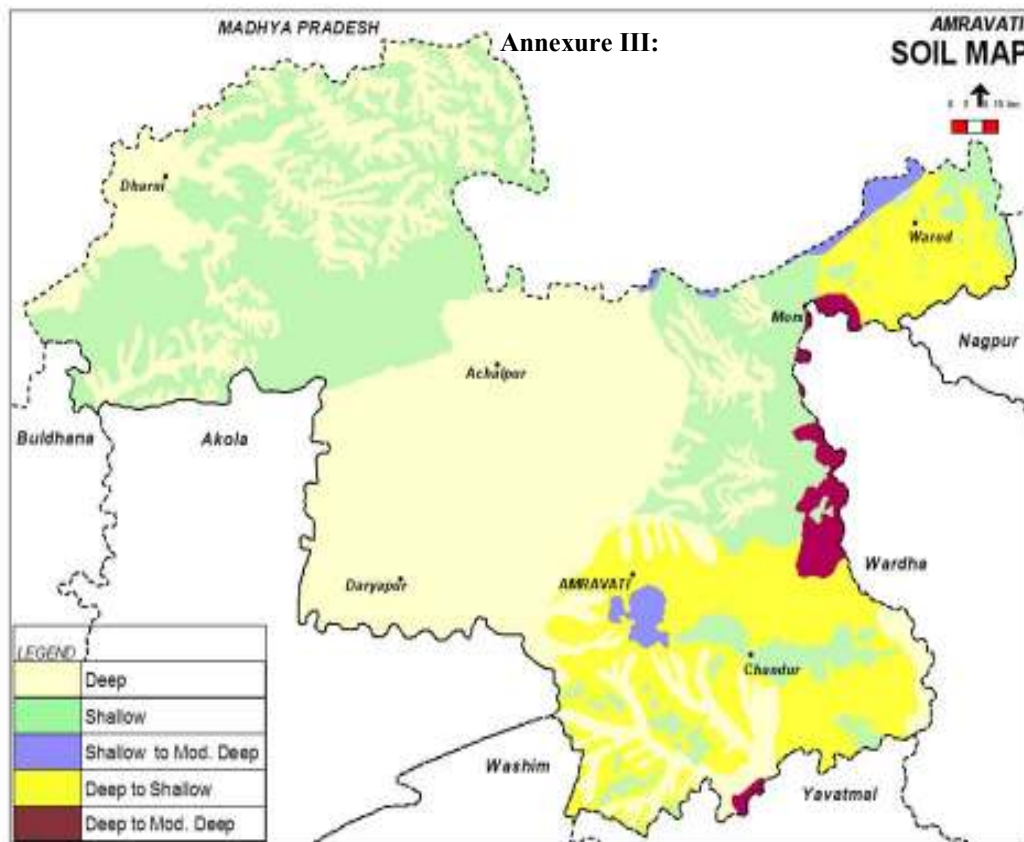 MADHYA PRADESH
Annexure III:
AMRAVATI
SOIL MAP
Dharni
Warud
Morsi
Nagpur
Achalpur
Buldhana
Akola
Wardha
Daryapur
AMRAVATI
Chandur
Washim
Yavatmal
LEGEND
Deep
Shallow
Shallow to Mod. Deep
Deep to Shallow
Deep to Mod. Deep